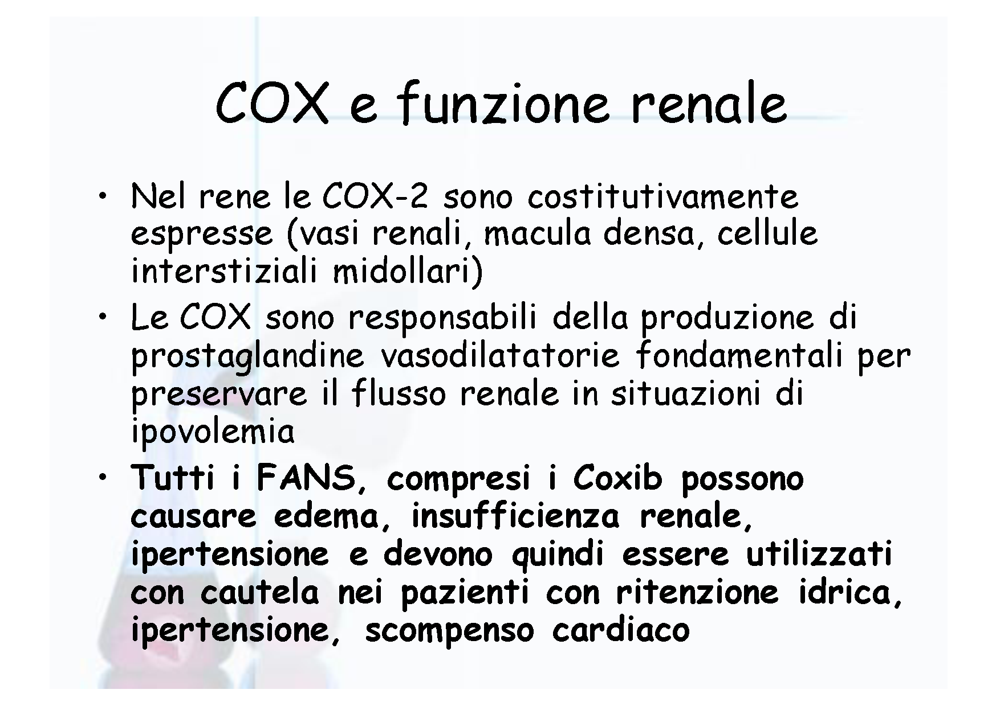 COX e funzione renale
• Nel rene le COX-2 sono costitutivamente
espresse (vasi renali, macula densa, cellule
interstiziali midollari)
• Le COX sono responsabili della produzione di
prostaglandine vasodilatatorie fondamentali per
preservare il flusso renale in situazioni di
ipovolemia
• Tutti i FANS, compresi i Coxib possono
causare edema, insufficienza renale,
ipertensione e devono quindi essere utilizzati
con cautela nei pazienti con ritenzione idrica,
ipertensione, scompenso cardiaco